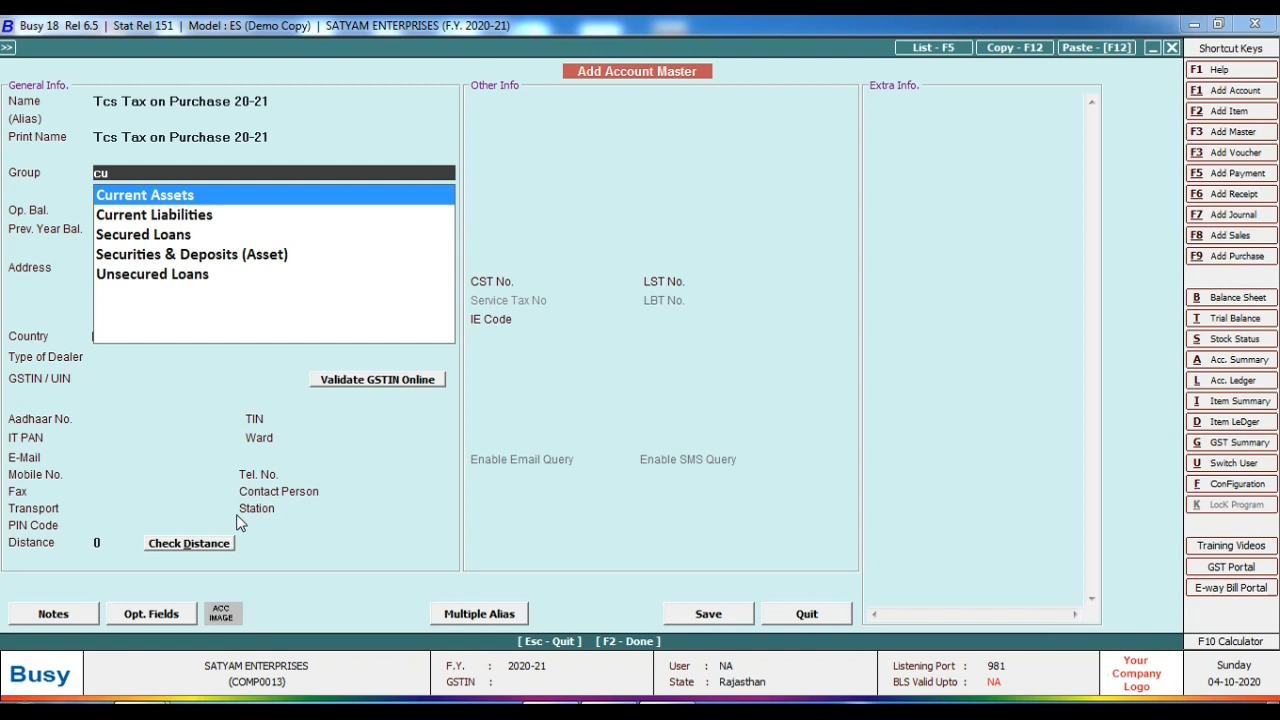 Busy 18 Rel 6.5 | Stat Rel 151 | Model : ES (Demo Copy) | SATYAM ENTERPRISES (F.Y. 2020-21)
>>
List - F5
Copy - F12
Paste - [F12]
Shortcut Keys
Add Account Master
General Info.
Name Tcs Tax on Purchase 20-21
(Alias)
Print Name Tcs Tax on Purchase 20-21
Group cu
Current Assets
Current Liabilities
Secured Loans
Securities & Deposits (Asset)
Unsecured Loans
Op. Bal.
Prev. Year Bal.
Address
Country
Type of Dealer
GSTIN / UIN
Validate GSTIN Online
Aadhaar No. TIN
IT PAN Ward
E-Mail
Mobile No. Tel. No.
Fax Contact Person
Transport Station
PIN Code
Distance 0 Check Distance
Notes
Opt. Fields
ACC
IMAGE
Other Info
CST No. LST No.
Service Tax No LBT No.
IE Code
Enable Email Query Enable SMS Query
Multiple Alias
Save
Quit
Extra Info.
F1 Help
F1 Add Account
F2 Add Item
F3 Add Master
F3 Add Voucher
F5 Add Payment
F6 Add Receipt
F7 Add Journal
F8 Add Sales
F9 Add Purchase
B Balance Sheet
T Trial Balance
S Stock Status
A Acc. Summary
L Acc. Ledger
I Item Summary
D Item LeDger
G GST Summary
U Switch User
F ConFiguration
K LocK Program
Training Videos
GST Portal
E-way Bill Portal
[ Esc - Quit ] [ F2 - Done ]
F10 Calculator
Busy
SATYAM ENTERPRISES
(COMP0013)
F.Y. : 2020-21
GSTIN :
User : NA
State : Rajasthan
Listening Port : 981
BLS Valid Upto : NA
Your
Company
Logo
Sunday
04-10-2020